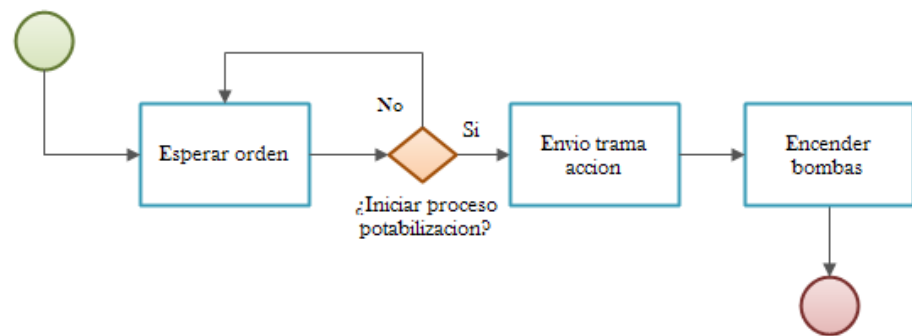 No
Si
Esperar orden
Envio trama
accion
Encender
bombas
¿Iniciar proceso
potabilizacion?